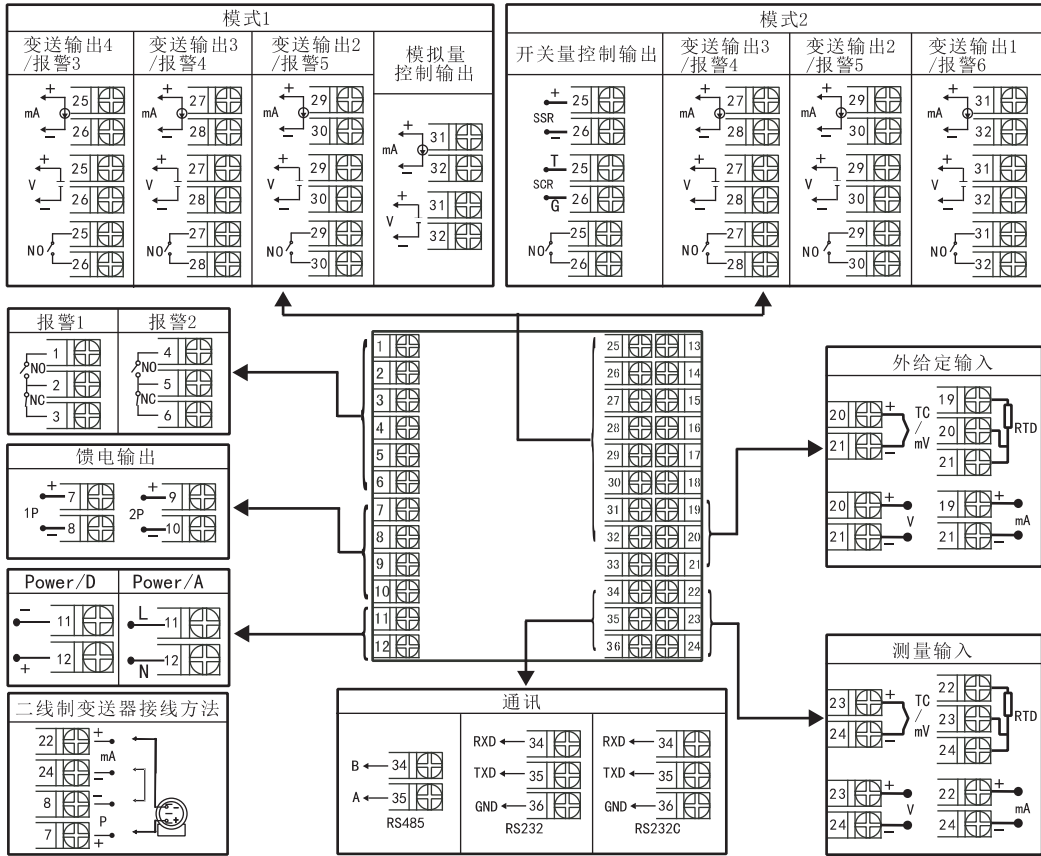 模式1
变送输出4
/报警3
变送输出3
/报警4
变送输出2
/报警5
模拟量
控制输出
+
mA
−
25
26
+
V
−
25
26
NO
25
26
+
mA
−
27
28
+
V
−
27
28
NO
27
28
+
mA
−
29
30
+
V
−
29
30
NO
29
30
+
mA
−
31
32
+
V
−
31
32
模式2
开关量控制输出
变送输出3
/报警4
变送输出2
/报警5
变送输出1
/报警6
+
SSR
−
25
26
T
SCR
G
25
26
NO
25
26
+
mA
−
27
28
+
V
−
27
28
NO
27
28
+
mA
−
29
30
+
V
−
29
30
NO
29
30
+
mA
−
31
32
+
V
−
31
32
NO
31
32
报警1
报警2
1
NO
2
NC
3
4
NO
5
NC
6
馈电输出
1P
+
7
−
8
2P
+
9
−
10
Power/D
Power/A
−
11
+
12
L
11
N
12
二线制变送器接线方法
22
+
mA
24
−
8
−
P
7
+
−
−
+
1
2
3
4
5
6
7
8
9
10
11
12
25 13
26 14
27 15
28 16
29 17
30 18
31 19
32 20
33 21
34 22
35 23
36 24
通讯
B
34
A
35
RS485
RXD
34
TXD
35
GND
36
RS232
RXD
34
TXD
35
GND
36
RS232C
外给定输入
20
+
21
−
TC
/
mV
19
20
21
RTD
20
+
21
−
V
19
+
21
−
mA
测量输入
23
+
24
−
TC
/
mV
22
23
24
RTD
23
+
24
−
V
22
+
24
−
mA